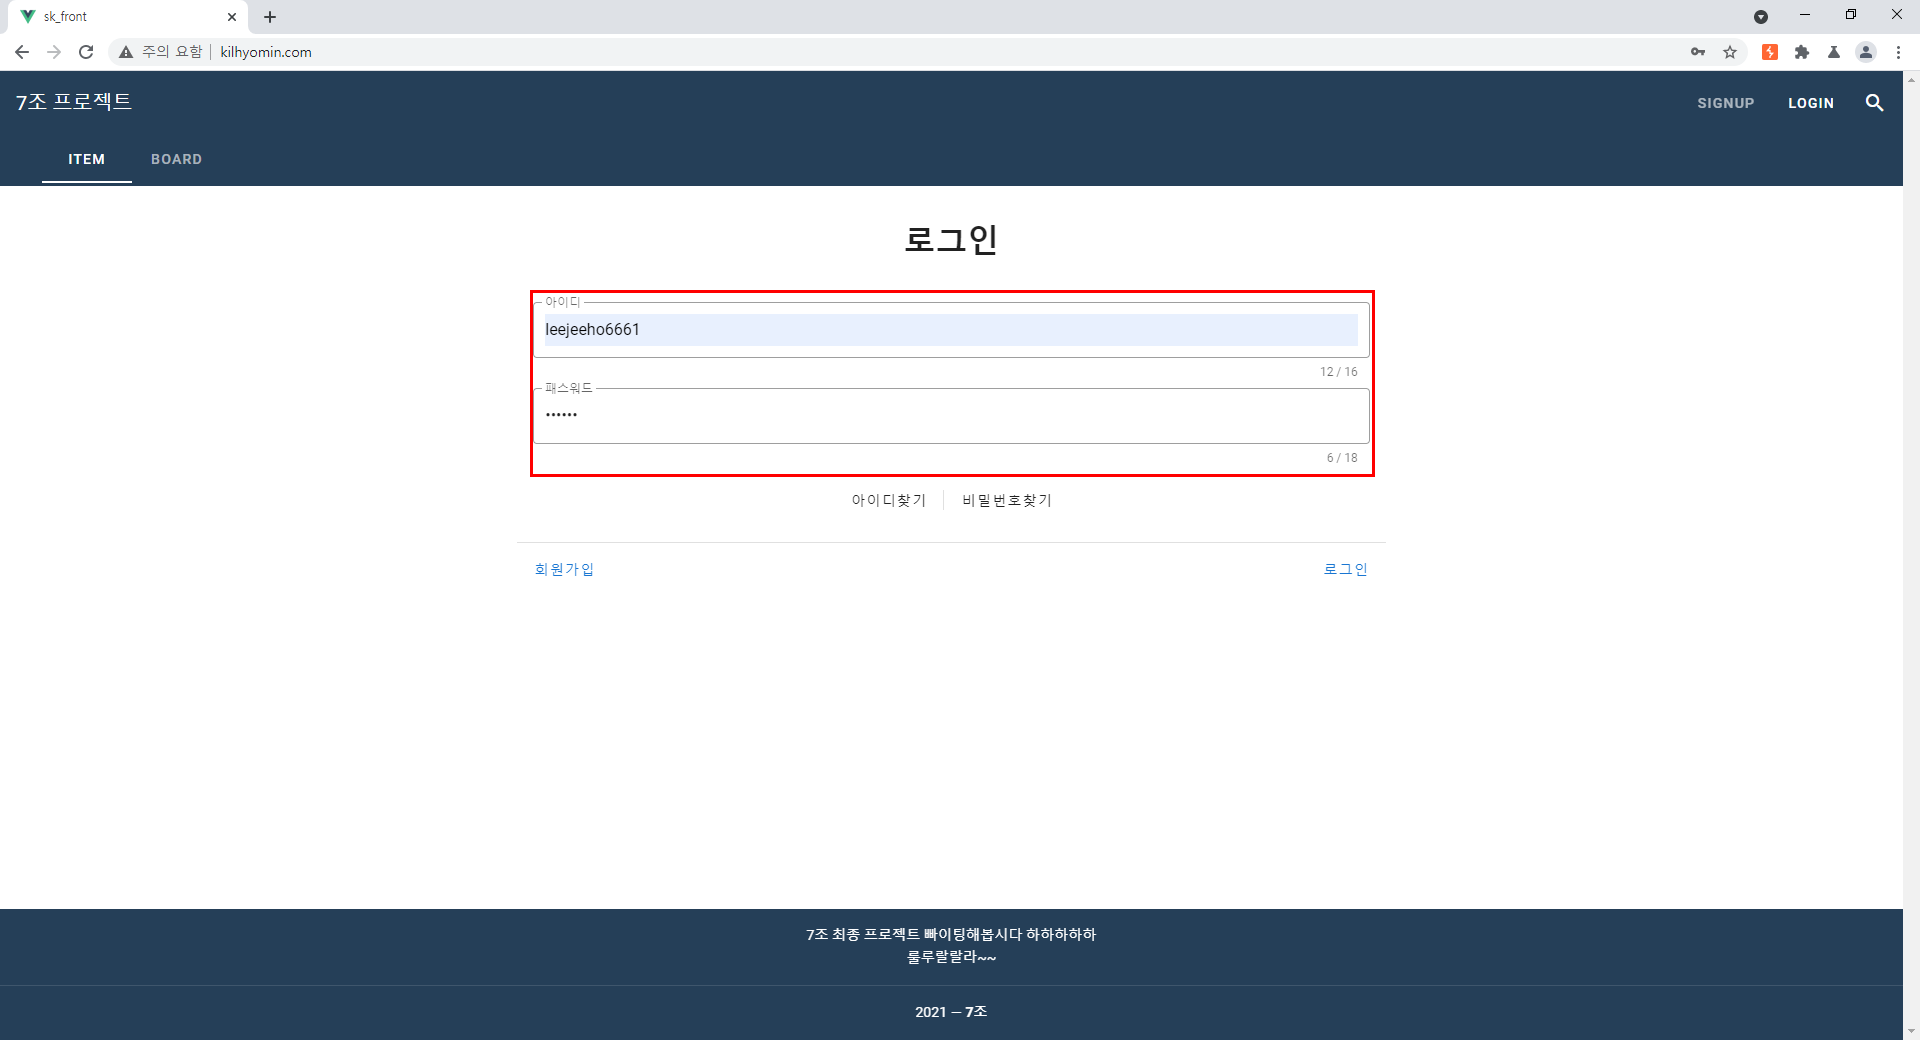 sk_front
주의 요함 kilhyomin.com
7조 프로젝트
SIGNUP LOGIN
ITEM BOARD
로그인
아이디
leejeeho6661
12 / 16
패스워드
••••••
6 / 18
아이디찾기 비밀번호찾기
회원가입 로그인
7조 최종 프로젝트 빠이팅해봅시다 하하하하하
룰루랄랄라~~
2021 — 7조